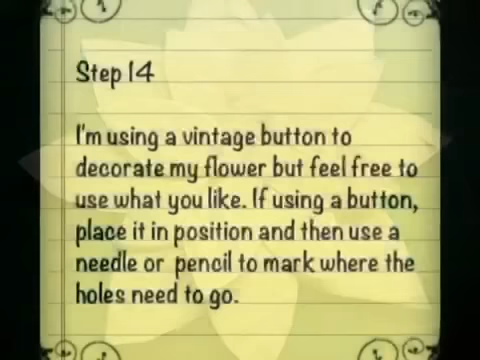 Step 14
I'm using a vintage button to
decorate my flower but feel free to
use what you like. If using a button,
place it in position and then use a
needle or pencil to mark where the
holes need to go.